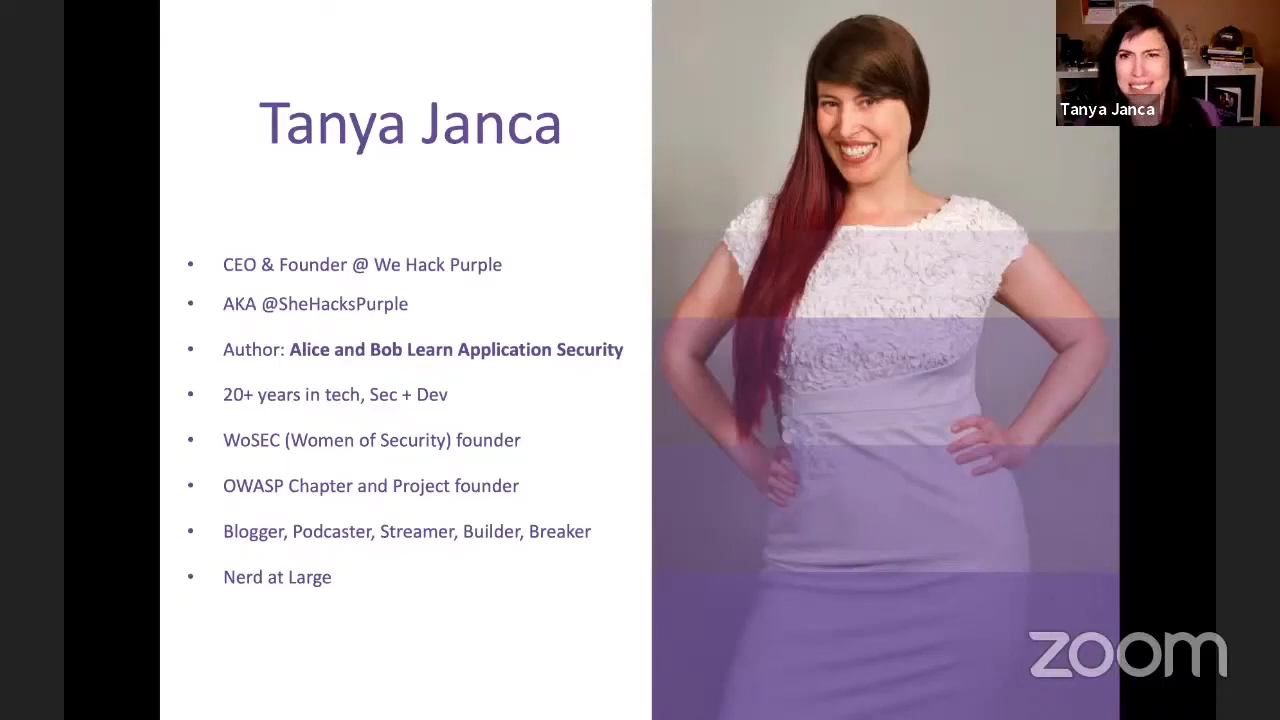 Tanya Janca
CEO & Founder @ We Hack Purple
AKA @SheHacksPurple
Author: Alice and Bob Learn Application Security
20+ years in tech, Sec + Dev
WoSEC (Women of Security) founder
OWASP Chapter and Project founder
Blogger, Podcaster, Streamer, Builder, Breaker
Nerd at Large
Tanya Janca
zoom